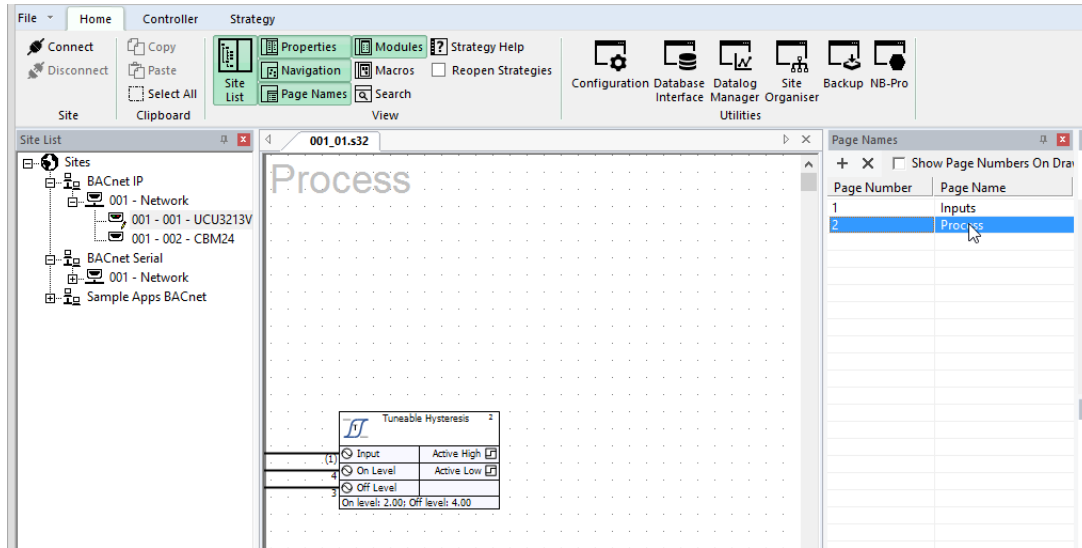 File Home Controller Strategy
Connect Copy Properties Modules ? Strategy Help
Disconnect Paste Navigation Macros Reopen Strategies
Select All Site List Page Names Search
Configuration Database Interface Datalog Manager Site Organiser Backup NB-Pro
Site Clipboard View Utilities
Site List
Sites
BACnet IP
001 - Network
001 - 001 - UCU3213V
001 - 002 - CBM24
BACnet Serial
001 - Network
Sample Apps BACnet
001_01.s32
Process
Tuneable Hysteresis 2
T
(1) Input Active High
4 On Level Active Low
3 Off Level
On level: 2.00; Off level: 4.00
Page Names
Show Page Numbers On Draw
Page Number Page Name
1 Inputs
2 Process